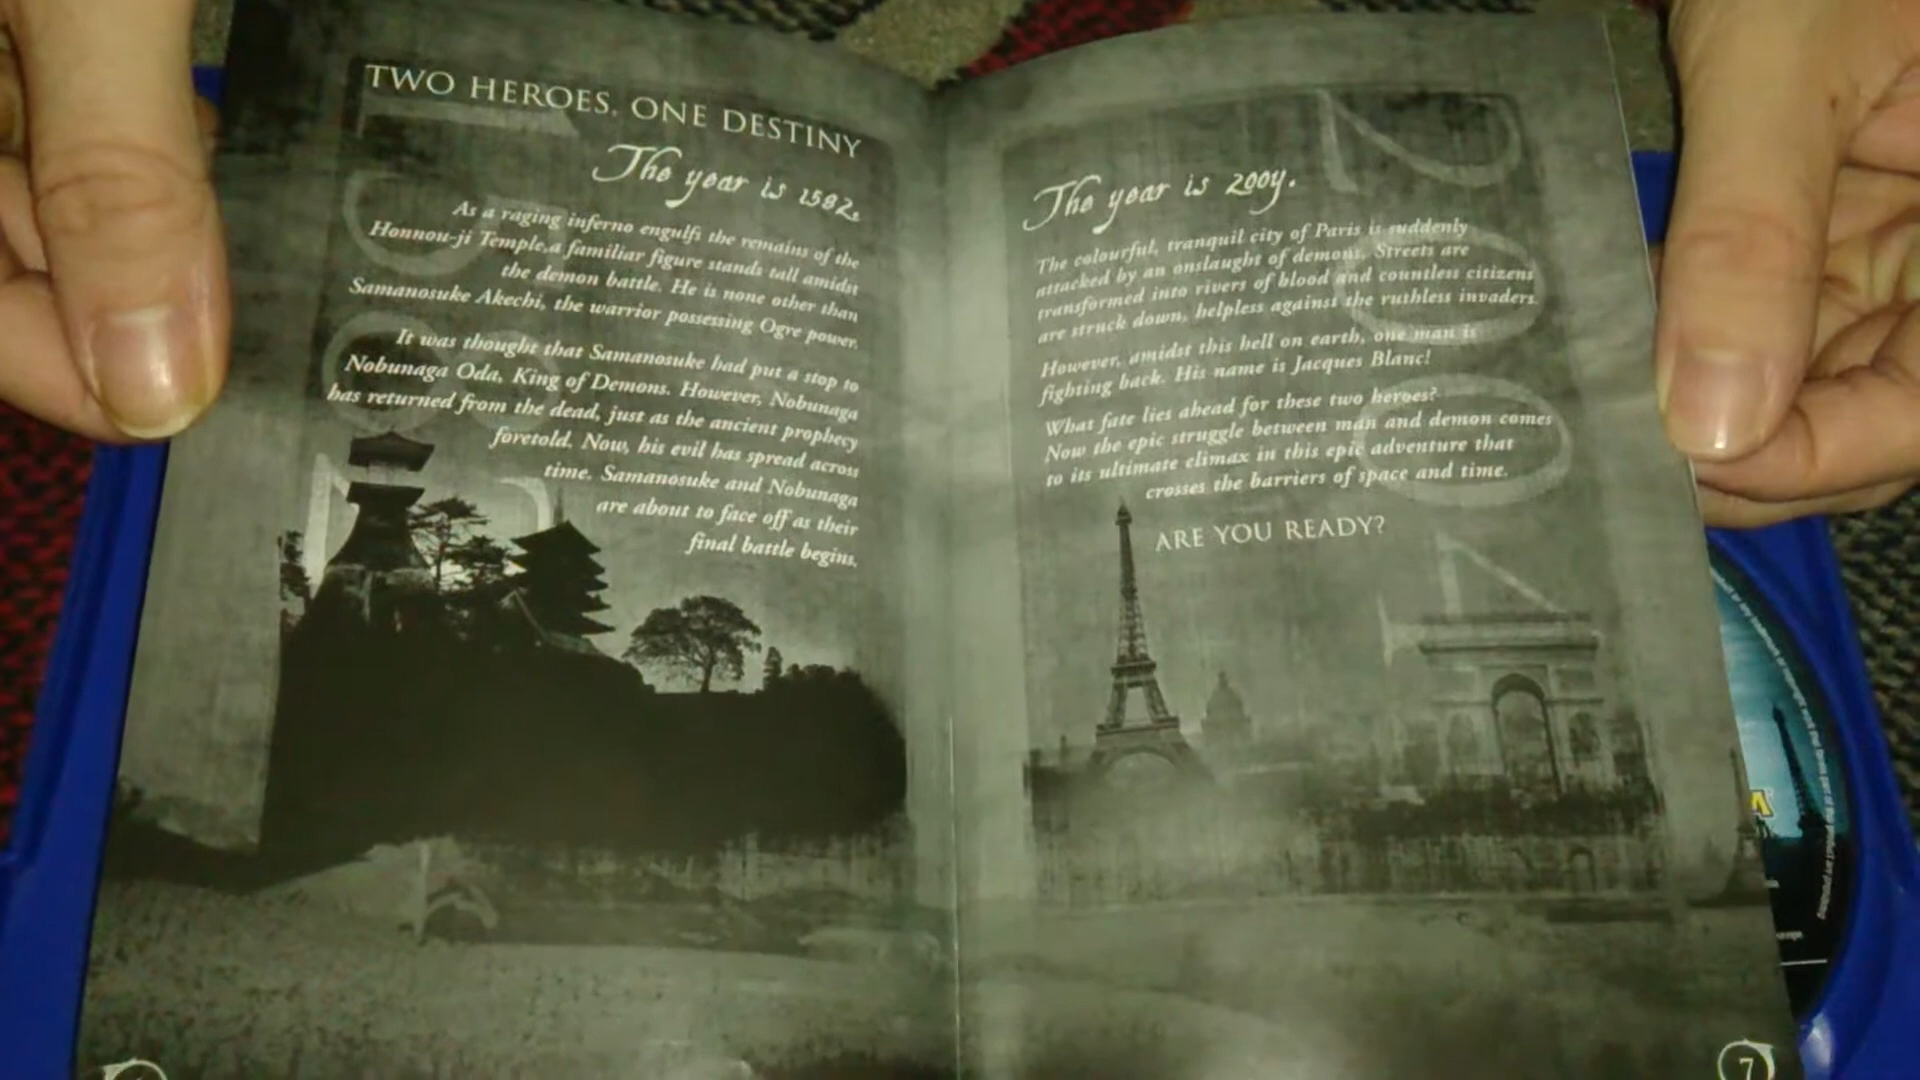 TWO HEROES, ONE DESTINY
The year is 1582.
As a raging inferno engulfs the remains of the
Honnou-ji Temple,a familiar figure stands tall amidst
the demon battle. He is none other than
Samanosuke Akechi, the warrior possessing Ogre power.
It was thought that Samanosuke had put a stop to
Nobunaga Oda, King of Demons. However, Nobunaga
has returned from the dead, just as the ancient prophecy
foretold. Now, his evil has spread across
time. Samanosuke and Nobunaga
are about to face off as their
final battle begins.
1582
The year is 2004.
The colourful, tranquil city of Paris is suddenly
attacked by an onslaught of demons. Streets are
transformed into rivers of blood and countless citizens
are struck down, helpless against the ruthless invaders.
However, amidst this hell on earth, one man is
fighting back. His name is Jacques Blanc!
What fate lies ahead for these two heroes?
Now the epic struggle between man and demon comes
to its ultimate climax in this epic adventure that
crosses the barriers of space and time.
ARE YOU READY?
2004
7